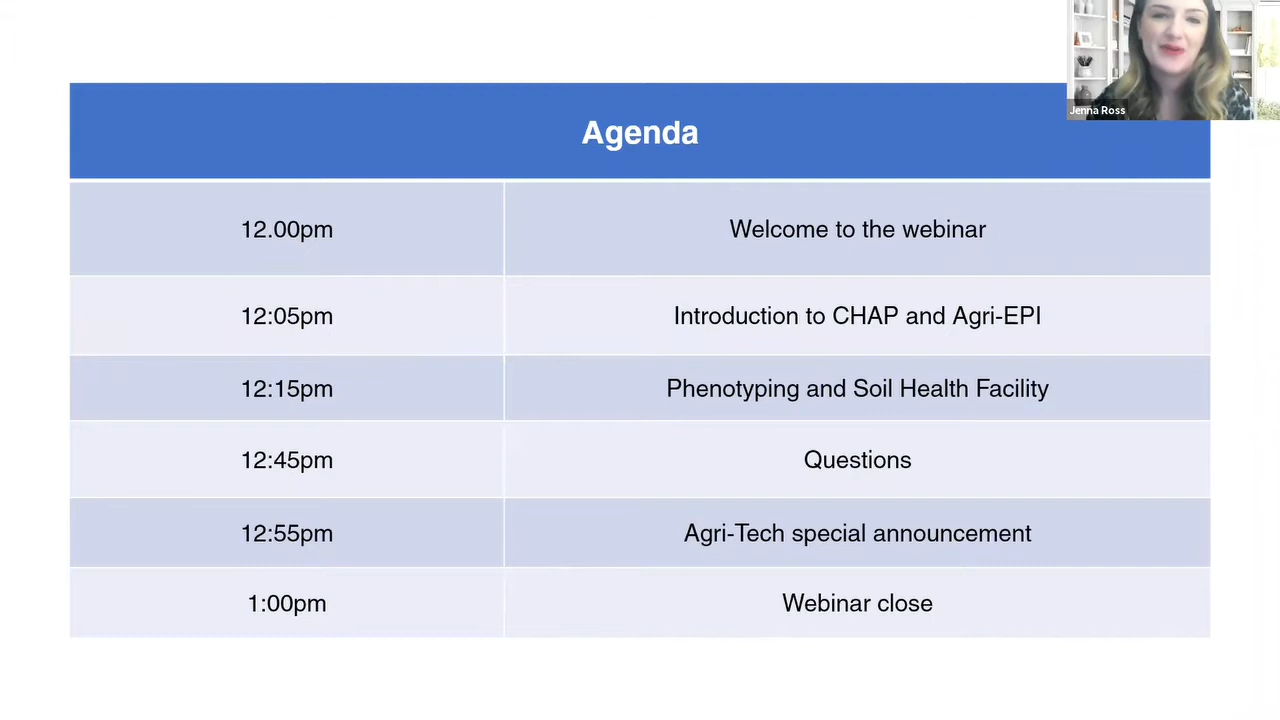 Jenna Ross
Agenda
12.00pm Welcome to the webinar
12:05pm Introduction to CHAP and Agri-EPI
12:15pm Phenotyping and Soil Health Facility
12:45pm Questions
12:55pm Agri-Tech special announcement
1:00pm Webinar close